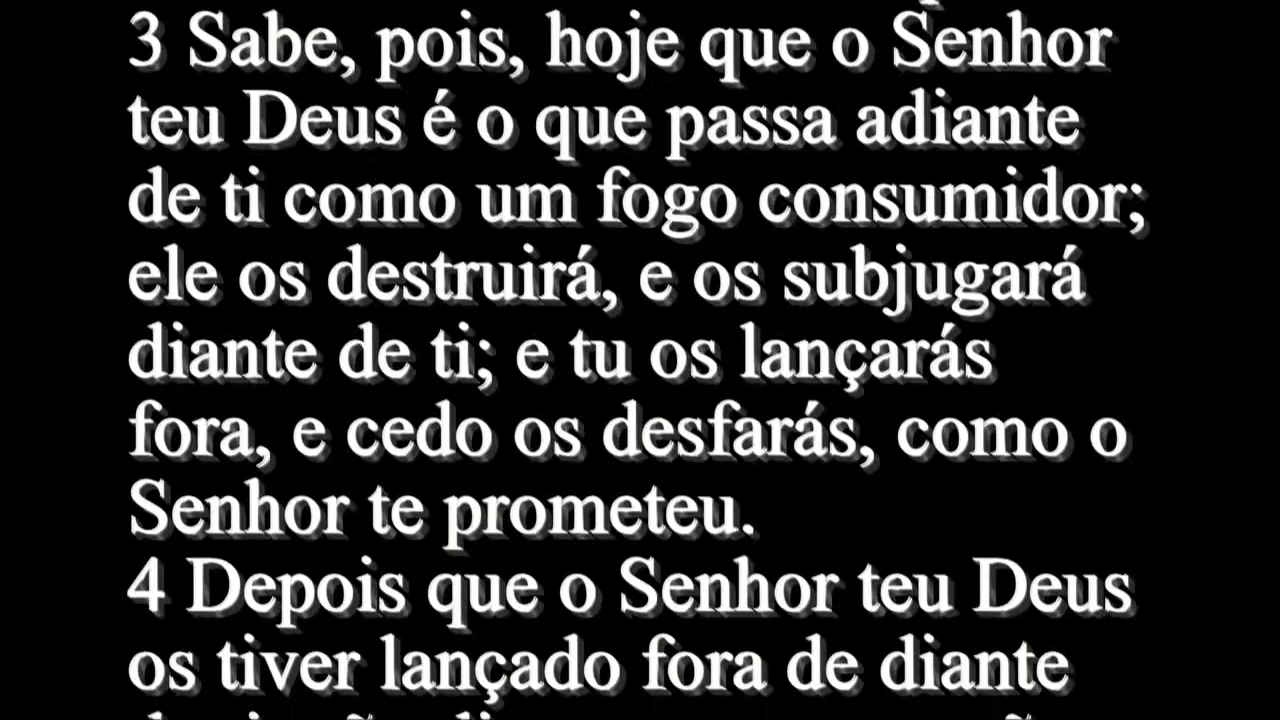 3 Sabe, pois, hoje que o Senhor
teu Deus é o que passa adiante
de ti como um fogo consumidor;
ele os destruirá, e os subjugará
diante de ti; e tu os lançarás
fora, e cedo os desfarás, como o
Senhor te prometeu.
4 Depois que o Senhor teu Deus
os tiver lançado fora de diante